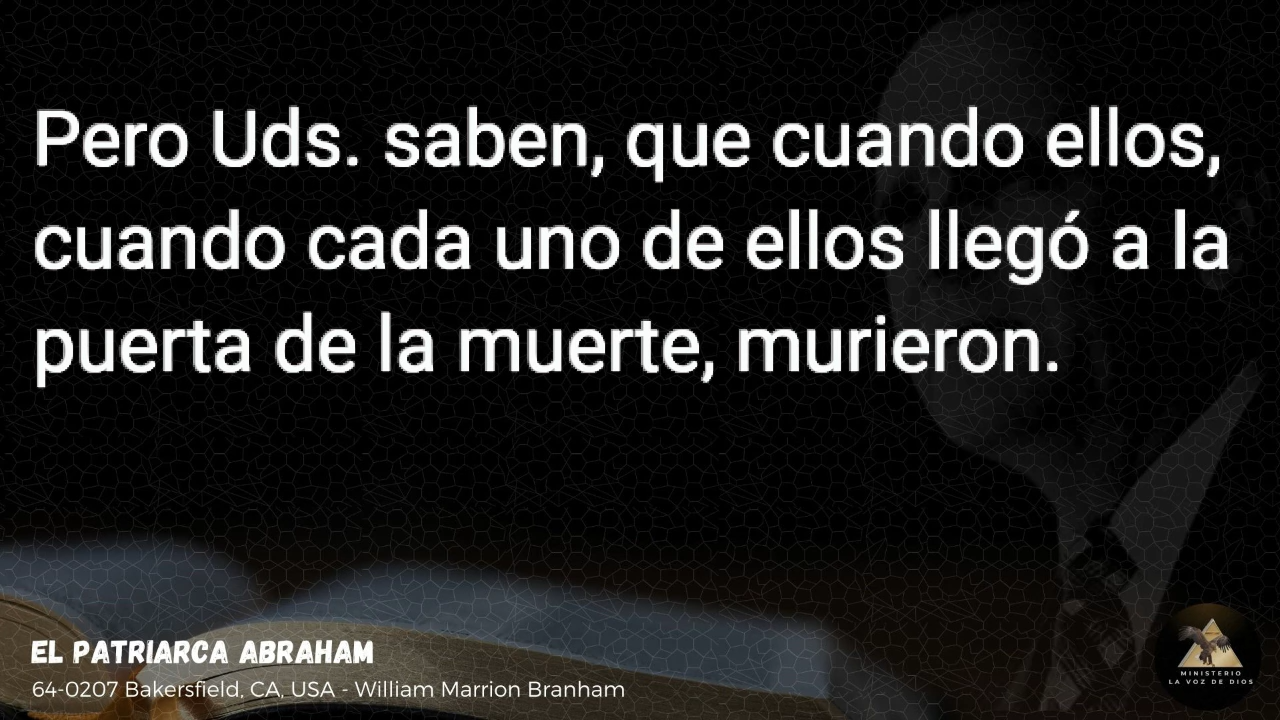 Pero Uds. saben, que cuando ellos,
cuando cada uno de ellos llegó a la
puerta de la muerte, murieron.
EL PATRIARCA ABRAHAM
64-0207 Bakersfield, CA, USA - William Marrion Branham
MINISTERIO
LA VOZ DE DIOS